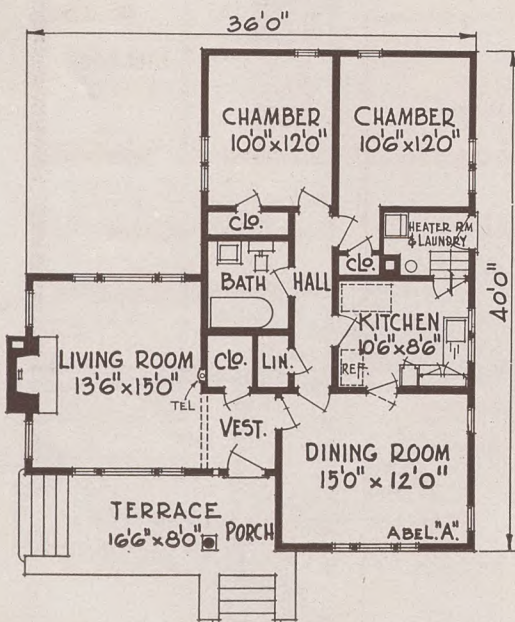 36'0"
CHAMBER
10'0"x12'0"
CHAMBER
10'6"x12'0"
CLO.
HEATER RM
& LAUNDRY
BATH
HALL
CLO.
40'0"
LIVING ROOM
13'6"x15'0"
TEL
CLO.
LIN.
KITCHEN
10'6"x8'6"
REF.
VEST.
DINING ROOM
15'0" x 12'0"
TERRACE
16'6"x8'0"
PORCH
ABEL."A".